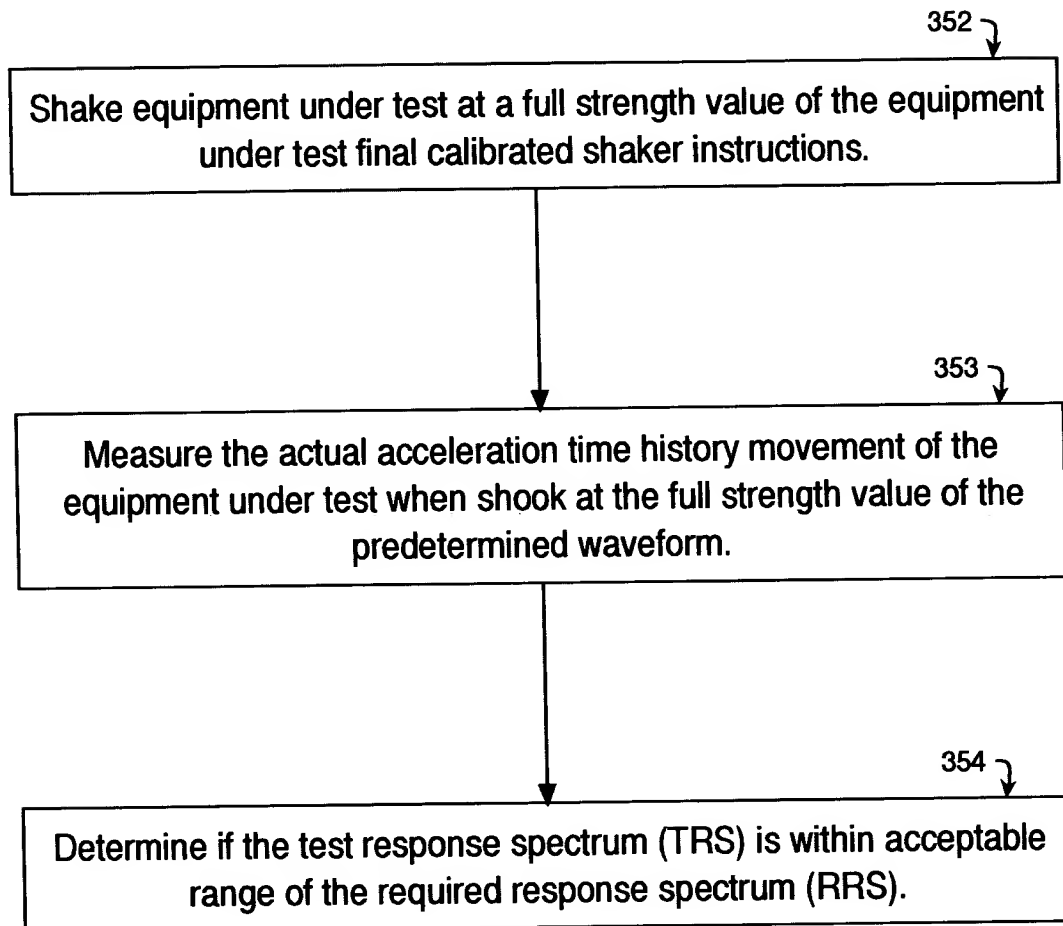 352
Shake equipment under test at a full strength value of the equipment
under test final calibrated shaker instructions.
353
Measure the actual acceleration time history movement of the
equipment under test when shook at the full strength value of the
predetermined waveform.
354
Determine if the test response spectrum (TRS) is within acceptable
range of the required response spectrum (RRS).